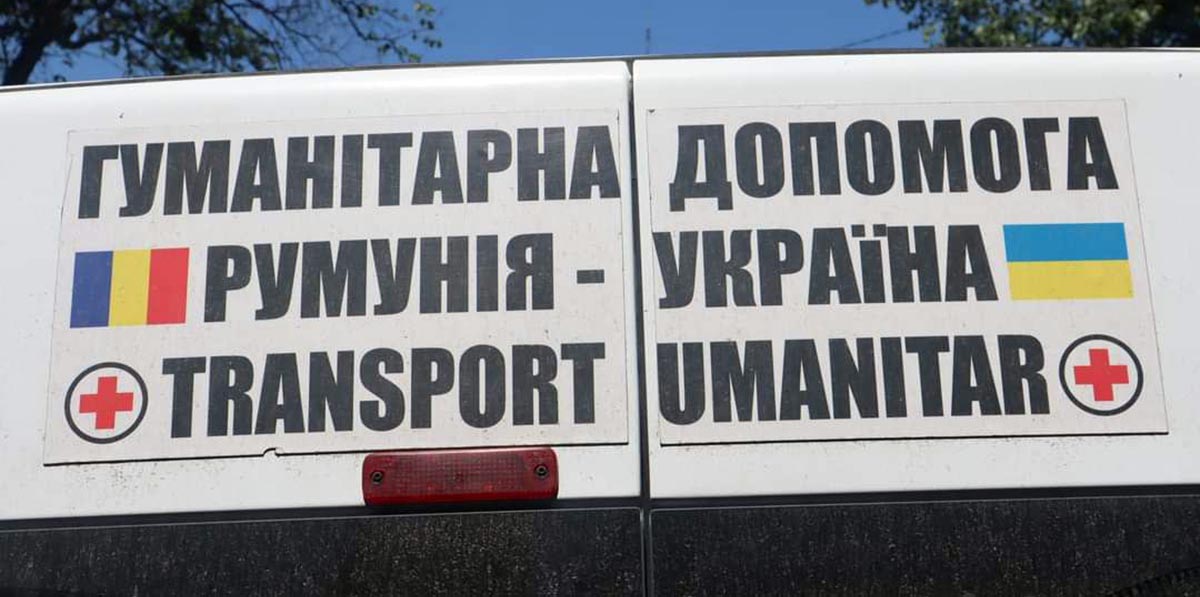 ГУМАНІТАРНА ДОПОМОГА
РУМУНІЯ - УКРАЇНА
TRANSPORT UMANITAR